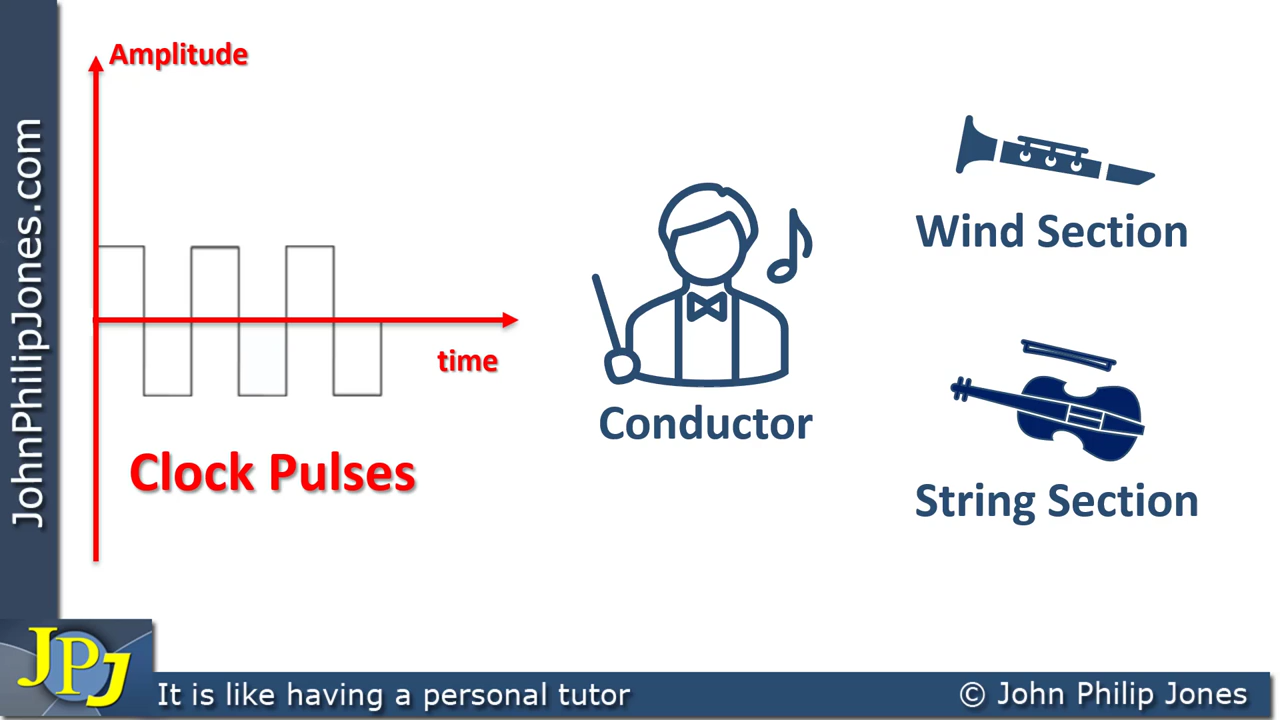 Amplitude
time
Clock Pulses
Conductor
Wind Section
String Section
JohnPhilipJones.com
JPJ
It is like having a personal tutor
© John Philip Jones